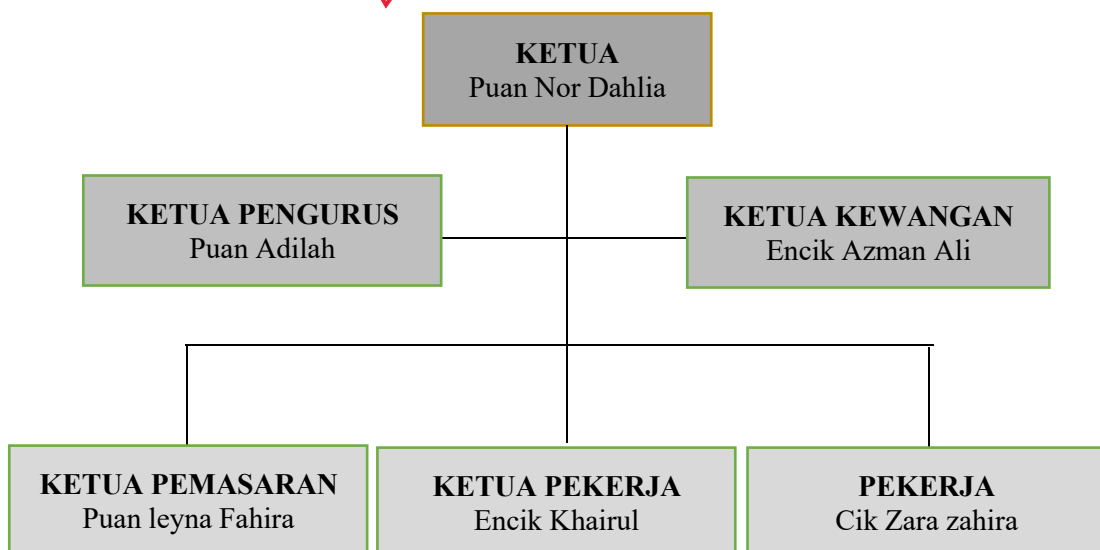 KETUA
Puan Nor Dahlia
KETUA PENGURUS
Puan Adilah
KETUA KEWANGAN
Encik Azman Ali
KETUA PEMASARAN
Puan leyna Fahira
KETUA PEKERJA
Encik Khairul
PEKERJA
Cik Zara zahira